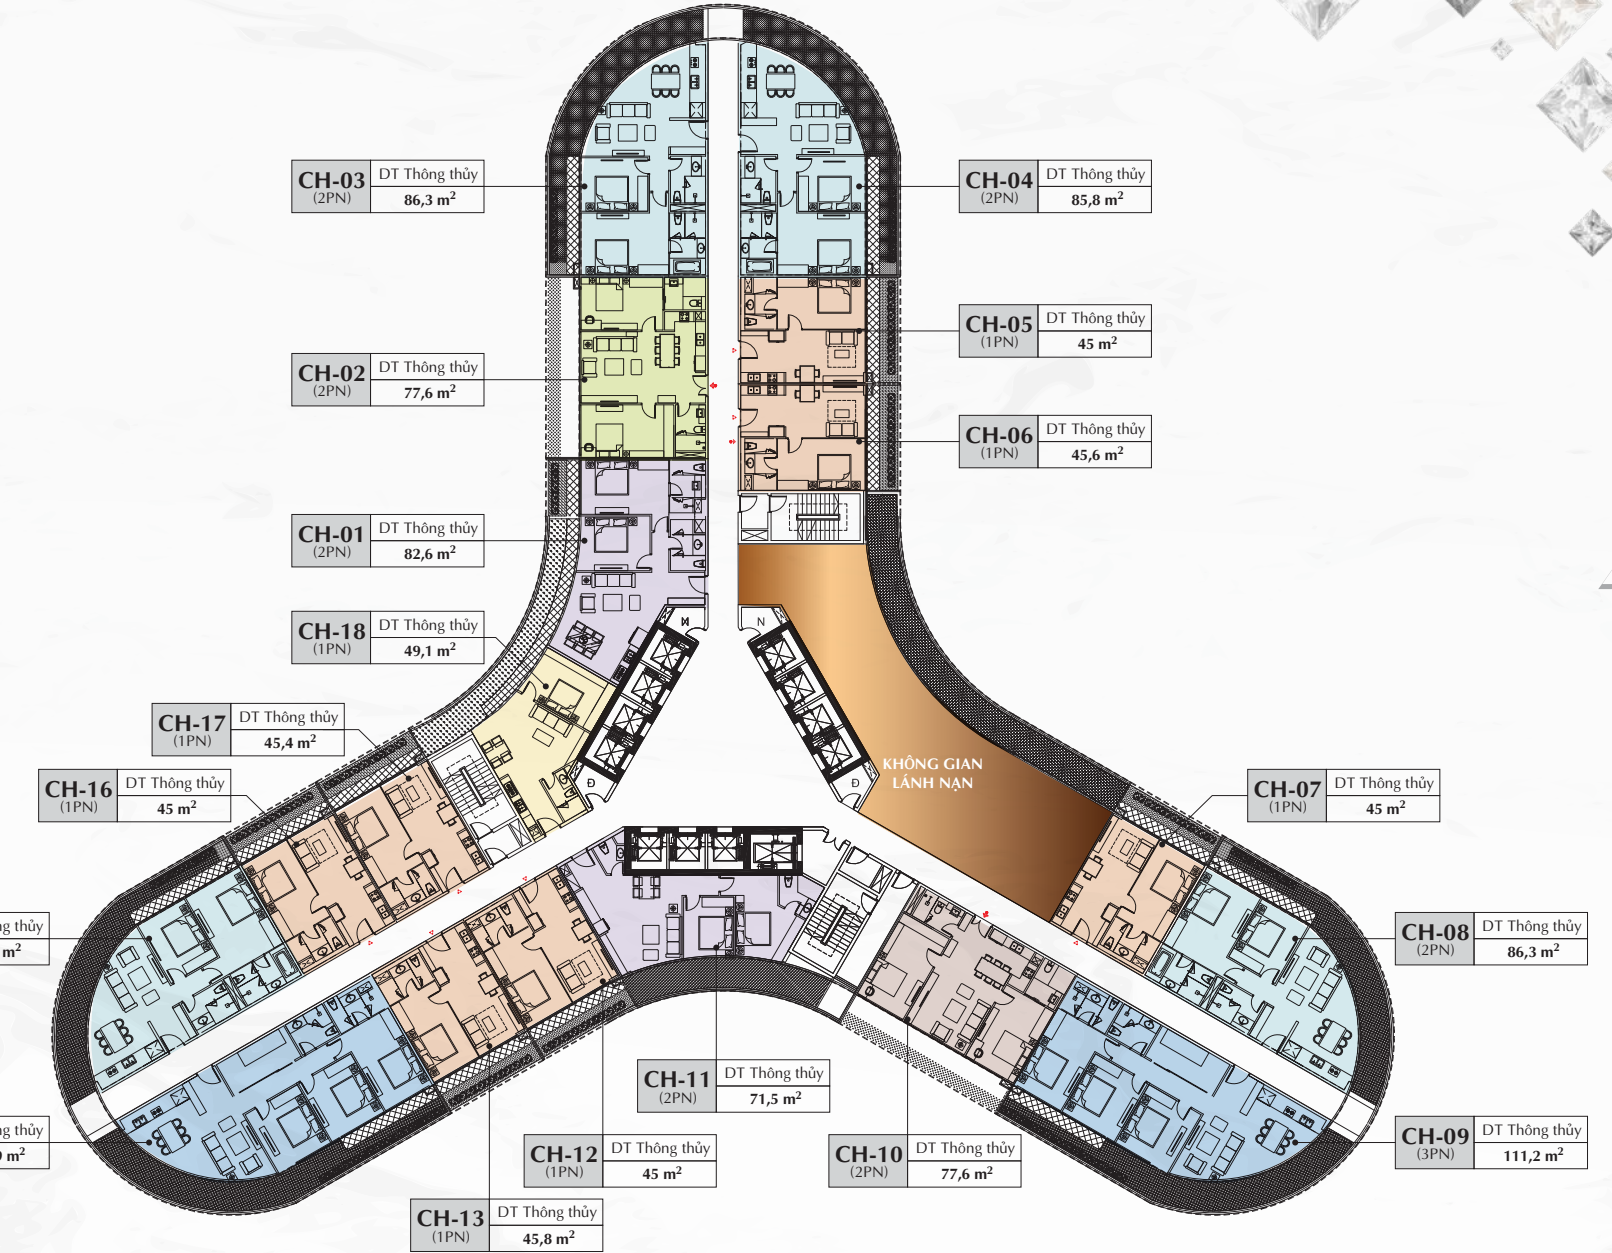 CH-03
(2PN)
DT Thông thủy
86,3 m²
CH-04
(2PN)
DT Thông thủy
85,8 m²
CH-05
(1PN)
DT Thông thủy
45 m²
CH-02
(2PN)
DT Thông thủy
77,6 m²
CH-06
(1PN)
DT Thông thủy
45,6 m²
CH-01
(2PN)
DT Thông thủy
82,6 m²
CH-18
(1PN)
DT Thông thủy
49,1 m²
N
CH-17
(1PN)
DT Thông thủy
45,4 m²
KHÔNG GIAN
LÁNH NẠN
Đ
Đ
CH-16
(1PN)
DT Thông thủy
45 m²
CH-07
(1PN)
DT Thông thủy
45 m²
ng thủy
m²
CH-08
(2PN)
DT Thông thủy
86,3 m²
CH-11
(2PN)
DT Thông thủy
71,5 m²
ng thủy
m²
CH-09
(3PN)
DT Thông thủy
111,2 m²
CH-12
(1PN)
DT Thông thủy
45 m²
CH-10
(2PN)
DT Thông thủy
77,6 m²
CH-13
(1PN)
DT Thông thủy
45,8 m²